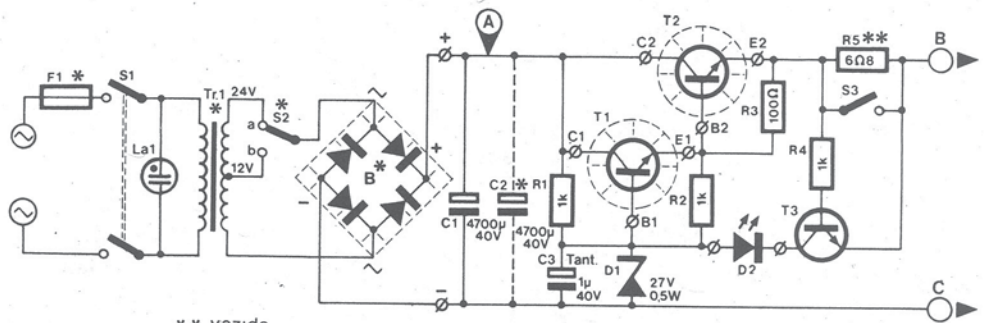 A
B
T2
+
C2
E2
R5**
6Ω8
F1 *
S1
Tr.1
*
24V
*
S2
a
b
12V
La1
~
B*
+
−
~
T1
C1
E1
B2
R3
100Ω
S3
R4
1k
C1
4700µ
40V
C2*
4700µ
40V
R1
1k
B1
R2
1k
T3
C3 Tant.
1µ
40V
D1
27V
0,5W
D2
−
C